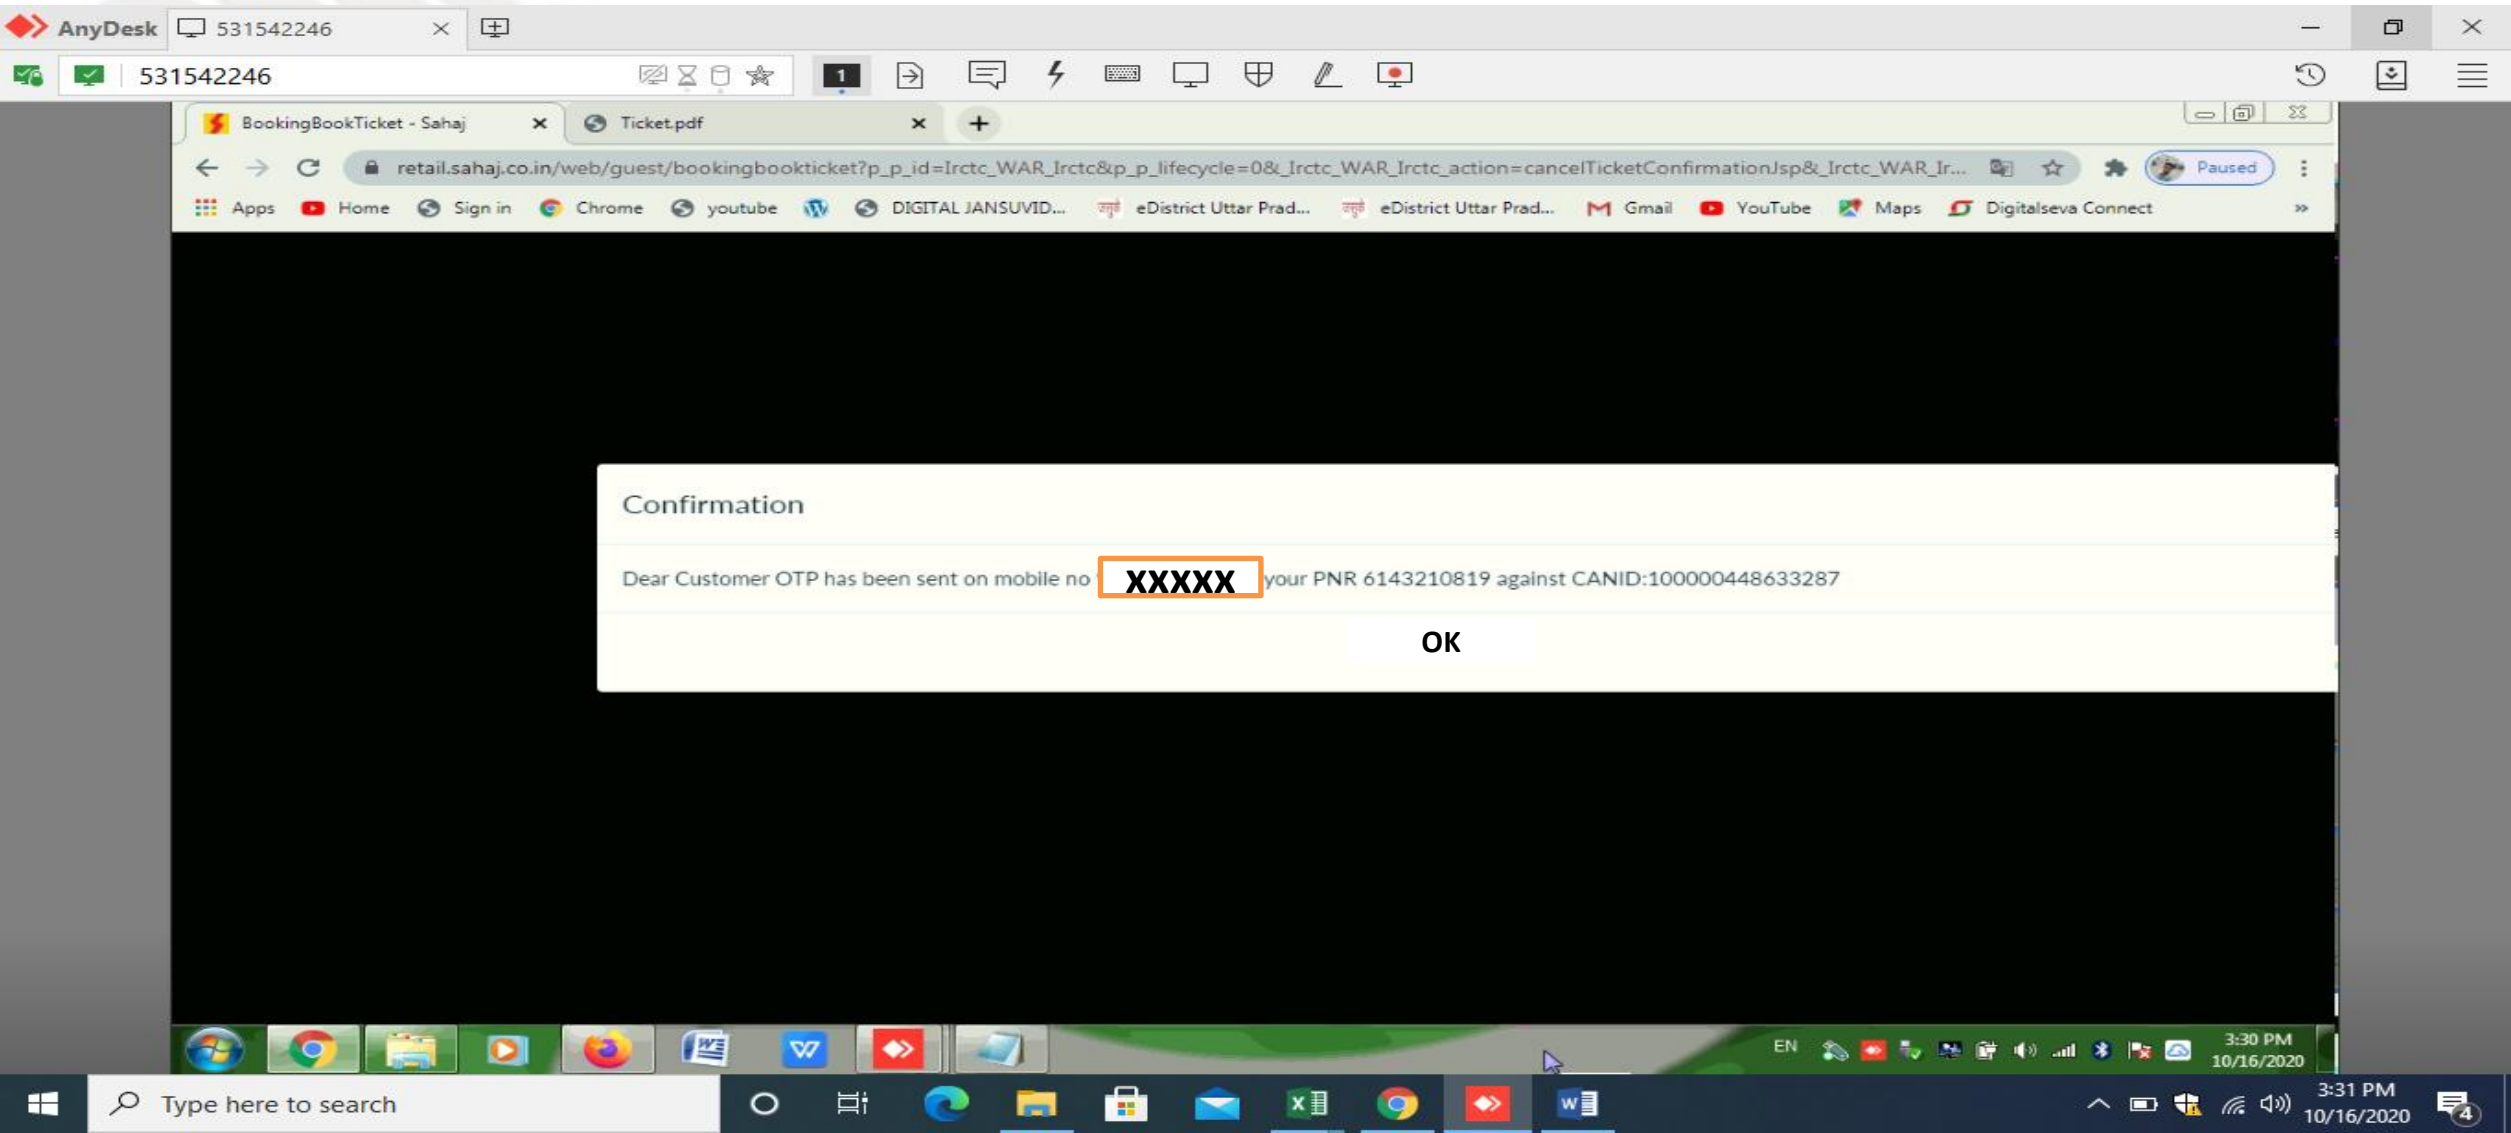 AnyDesk 531542246
531542246 1
BookingBookTicket - Sahaj Ticket.pdf
retail.sahaj.co.in/web/guest/bookingbookticket?p_p_id=Irctc_WAR_Irctc&p_p_lifecycle=0&_Irctc_WAR_Irctc_action=cancelTicketConfirmationJsp&_Irctc_WAR_Ir... Paused
Apps Home Sign in Chrome youtube DIGITAL JANSUVID... eDistrict Uttar Prad... eDistrict Uttar Prad... Gmail YouTube Maps Digitalseva Connect »
Confirmation
Dear Customer OTP has been sent on mobile no XXXXX your PNR 6143210819 against CANID:100000448633287
OK
EN 3:30 PM
10/16/2020
Type here to search 3:31 PM
10/16/2020 4